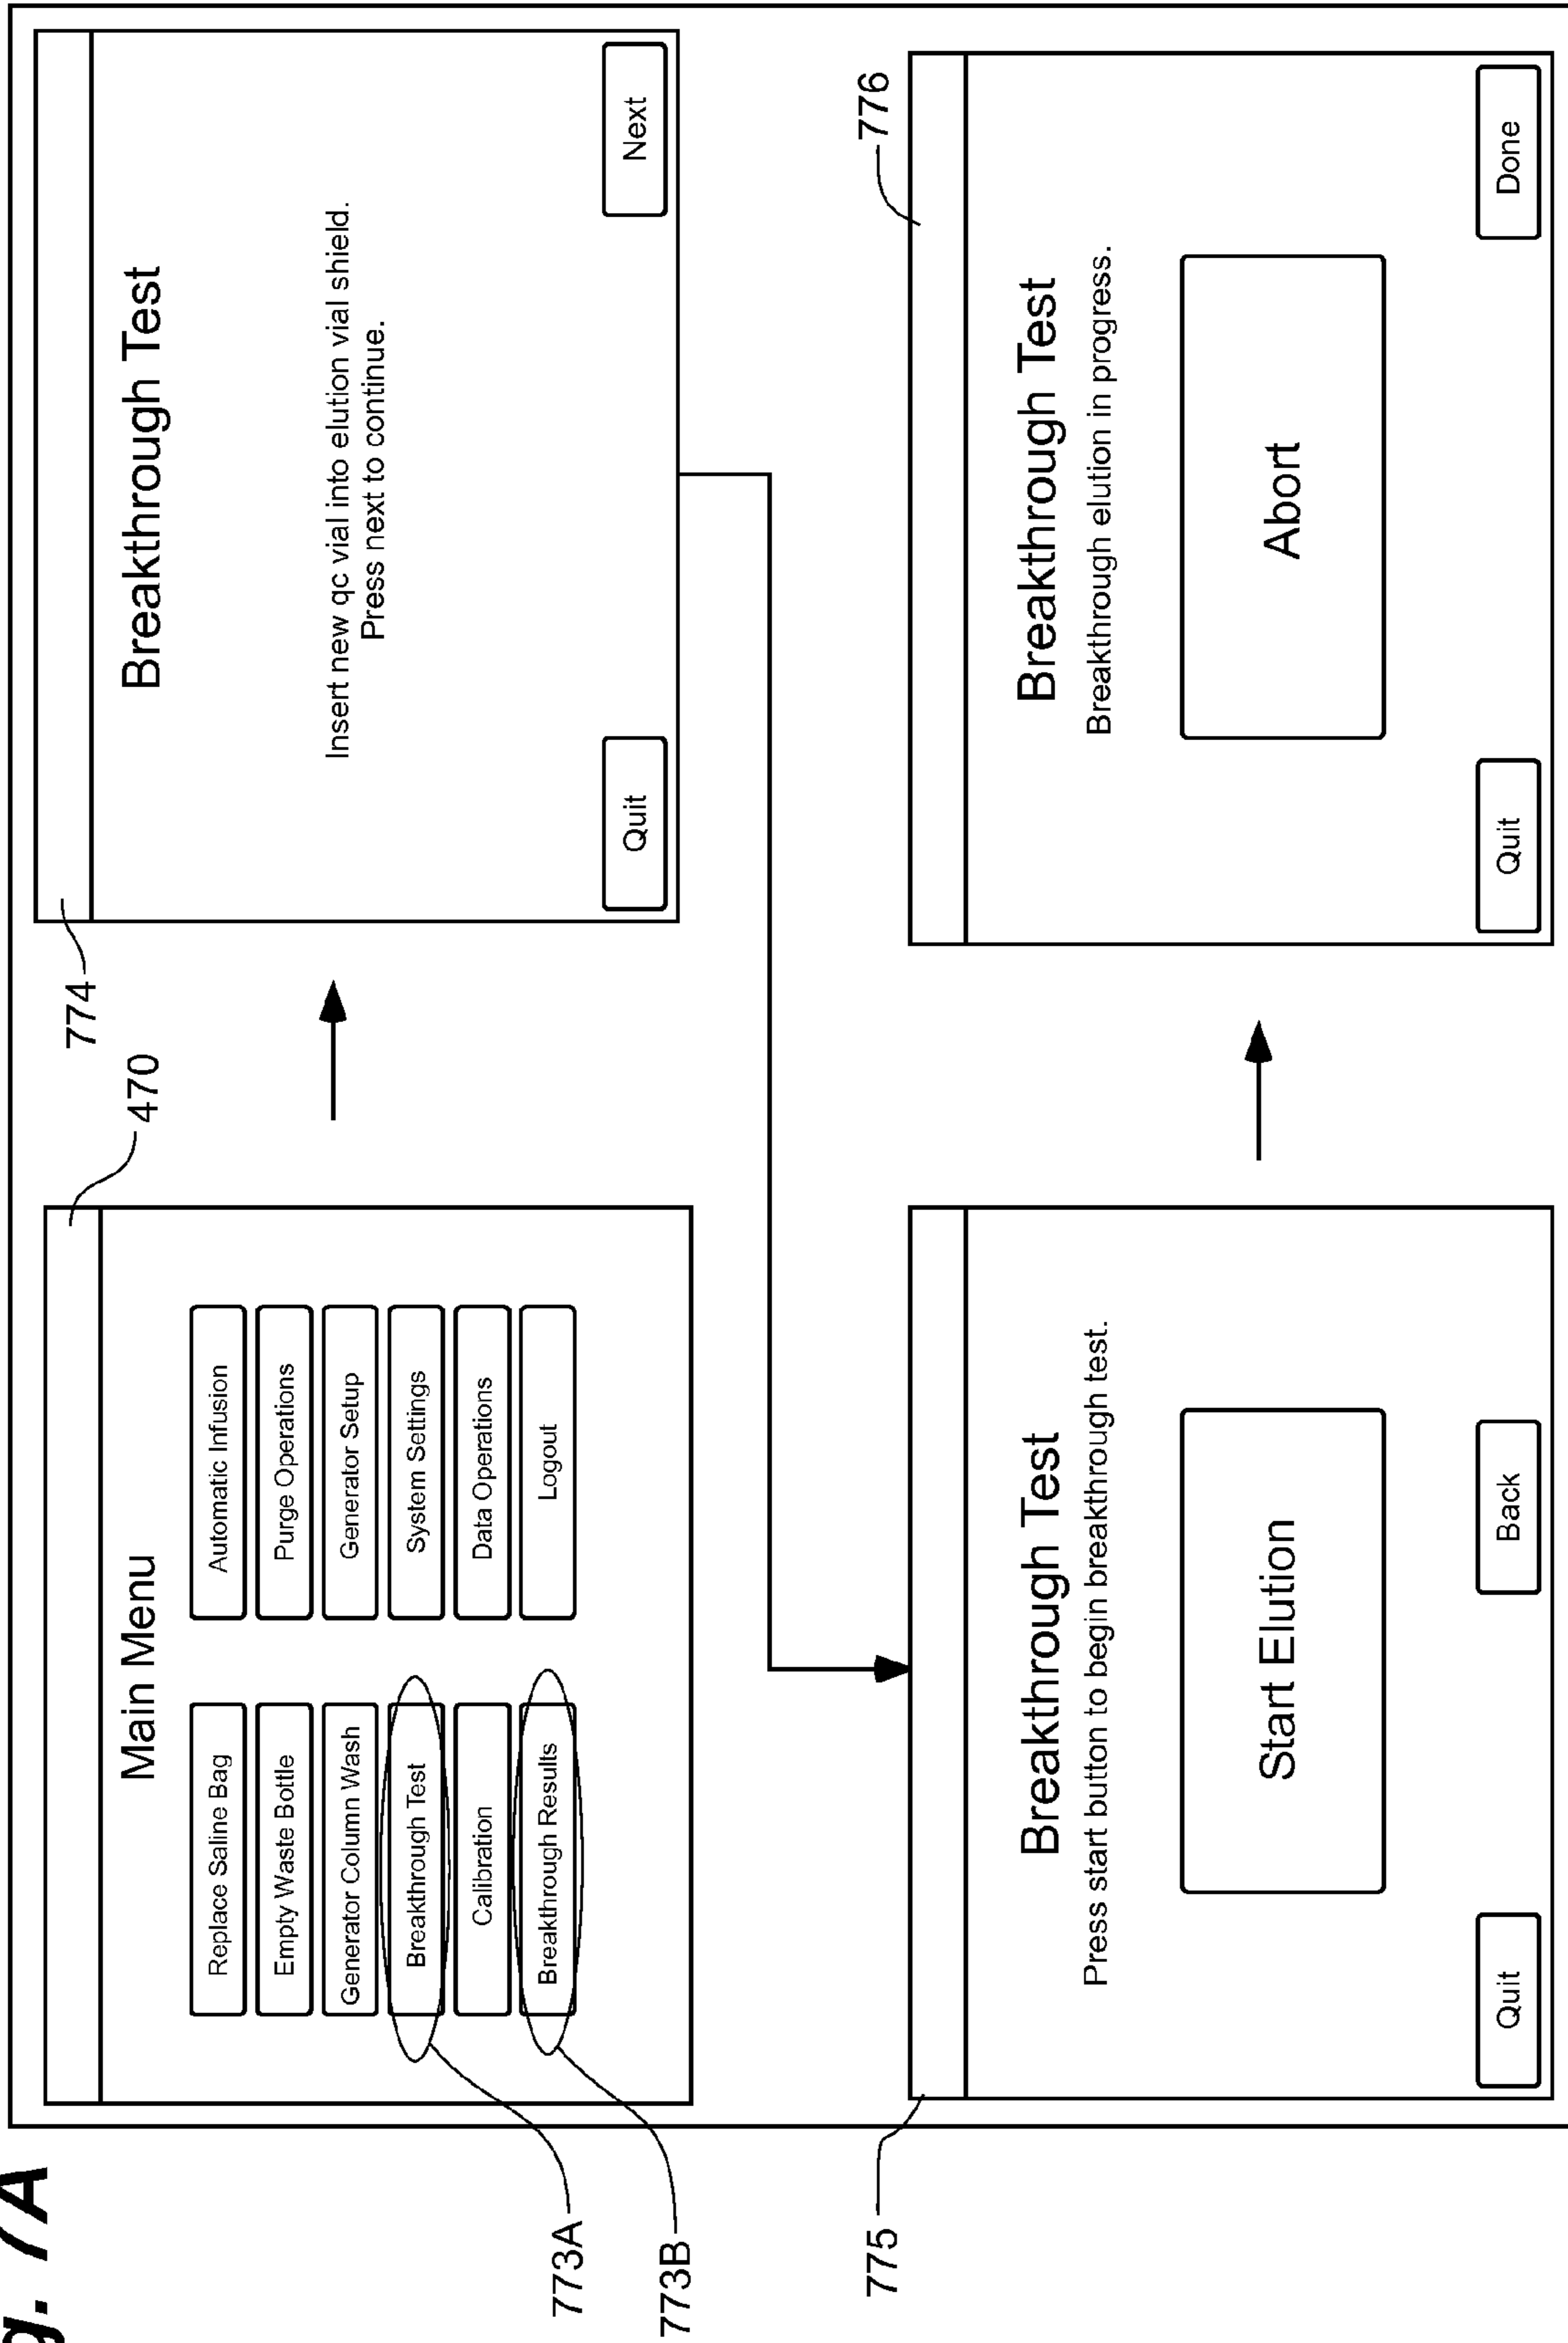 g. 7A
470
Main Menu
Replace Saline Bag
Empty Waste Bottle
Generator Column Wash
Breakthrough Test
Calibration
Breakthrough Results
Automatic Infusion
Purge Operations
Generator Setup
System Settings
Data Operations
Logout
773A
773B
774
Breakthrough Test
Insert new qc vial into elution vial shield.
Press next to continue.
Quit
Next
775
Breakthrough Test
Press start button to begin breakthrough test.
Start Elution
Quit
Back
776
Breakthrough Test
Breakthrough elution in progress.
Abort
Quit
Done